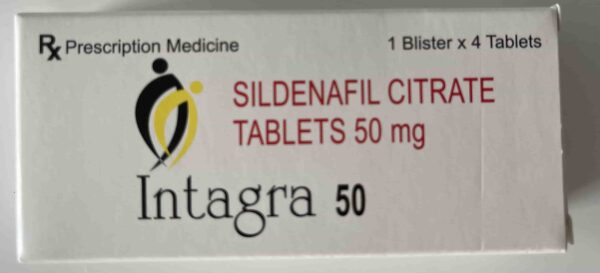 Rx Prescription Medicine
1 Blister x 4 Tablets
SILDENAFIL CITRATE
TABLETS 50 mg
Intagra 50